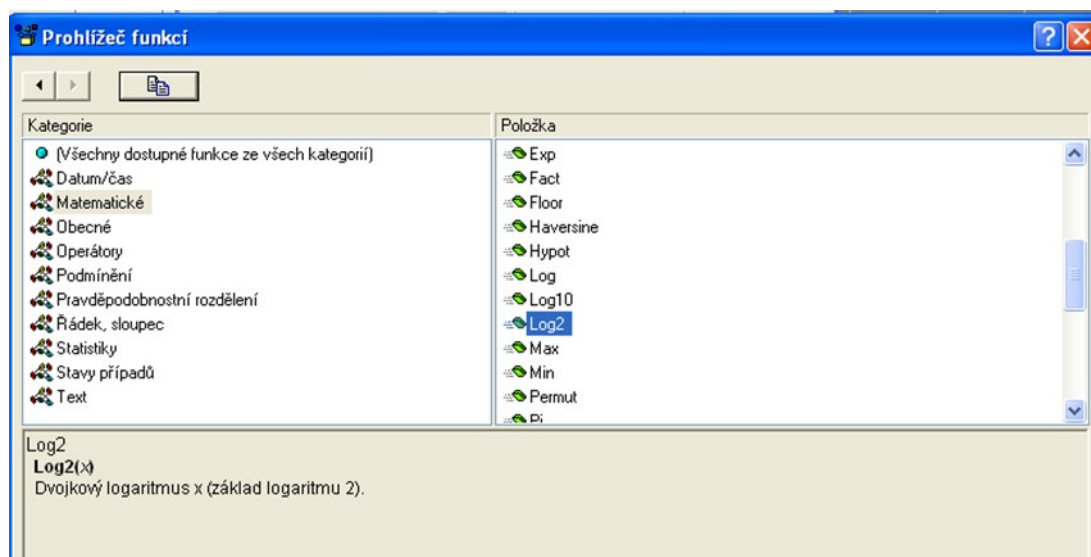 Prohlížeč funkcí
Kategorie
(Všechny dostupné funkce ze všech kategorií)
Datum/čas
Matematické
Obecné
Operátory
Podmínění
Pravděpodobnostní rozdělení
Řádek, sloupec
Statistiky
Stavy případů
Text
Položka
Exp
Fact
Floor
Haversine
Hypot
Log
Log10
Log2
Max
Min
Permut
Pi
Log2
Log2(x)
Dvojkový logaritmus x (základ logaritmu 2).